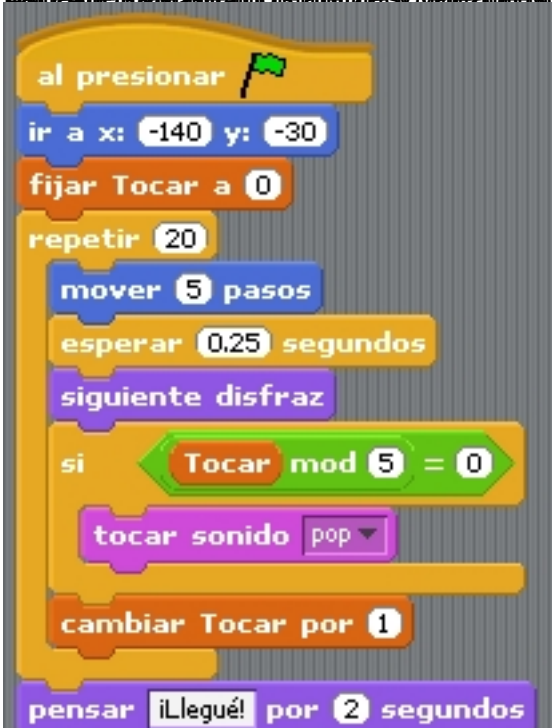 al presionar
ir a x: -140 y: -30
fijar Tocar a 0
repetir 20
mover 5 pasos
esperar 0.25 segundos
siguiente disfraz
si Tocar mod 5 = 0
tocar sonido pop
cambiar Tocar por 1
pensar ¡Llegué! por 2 segundos